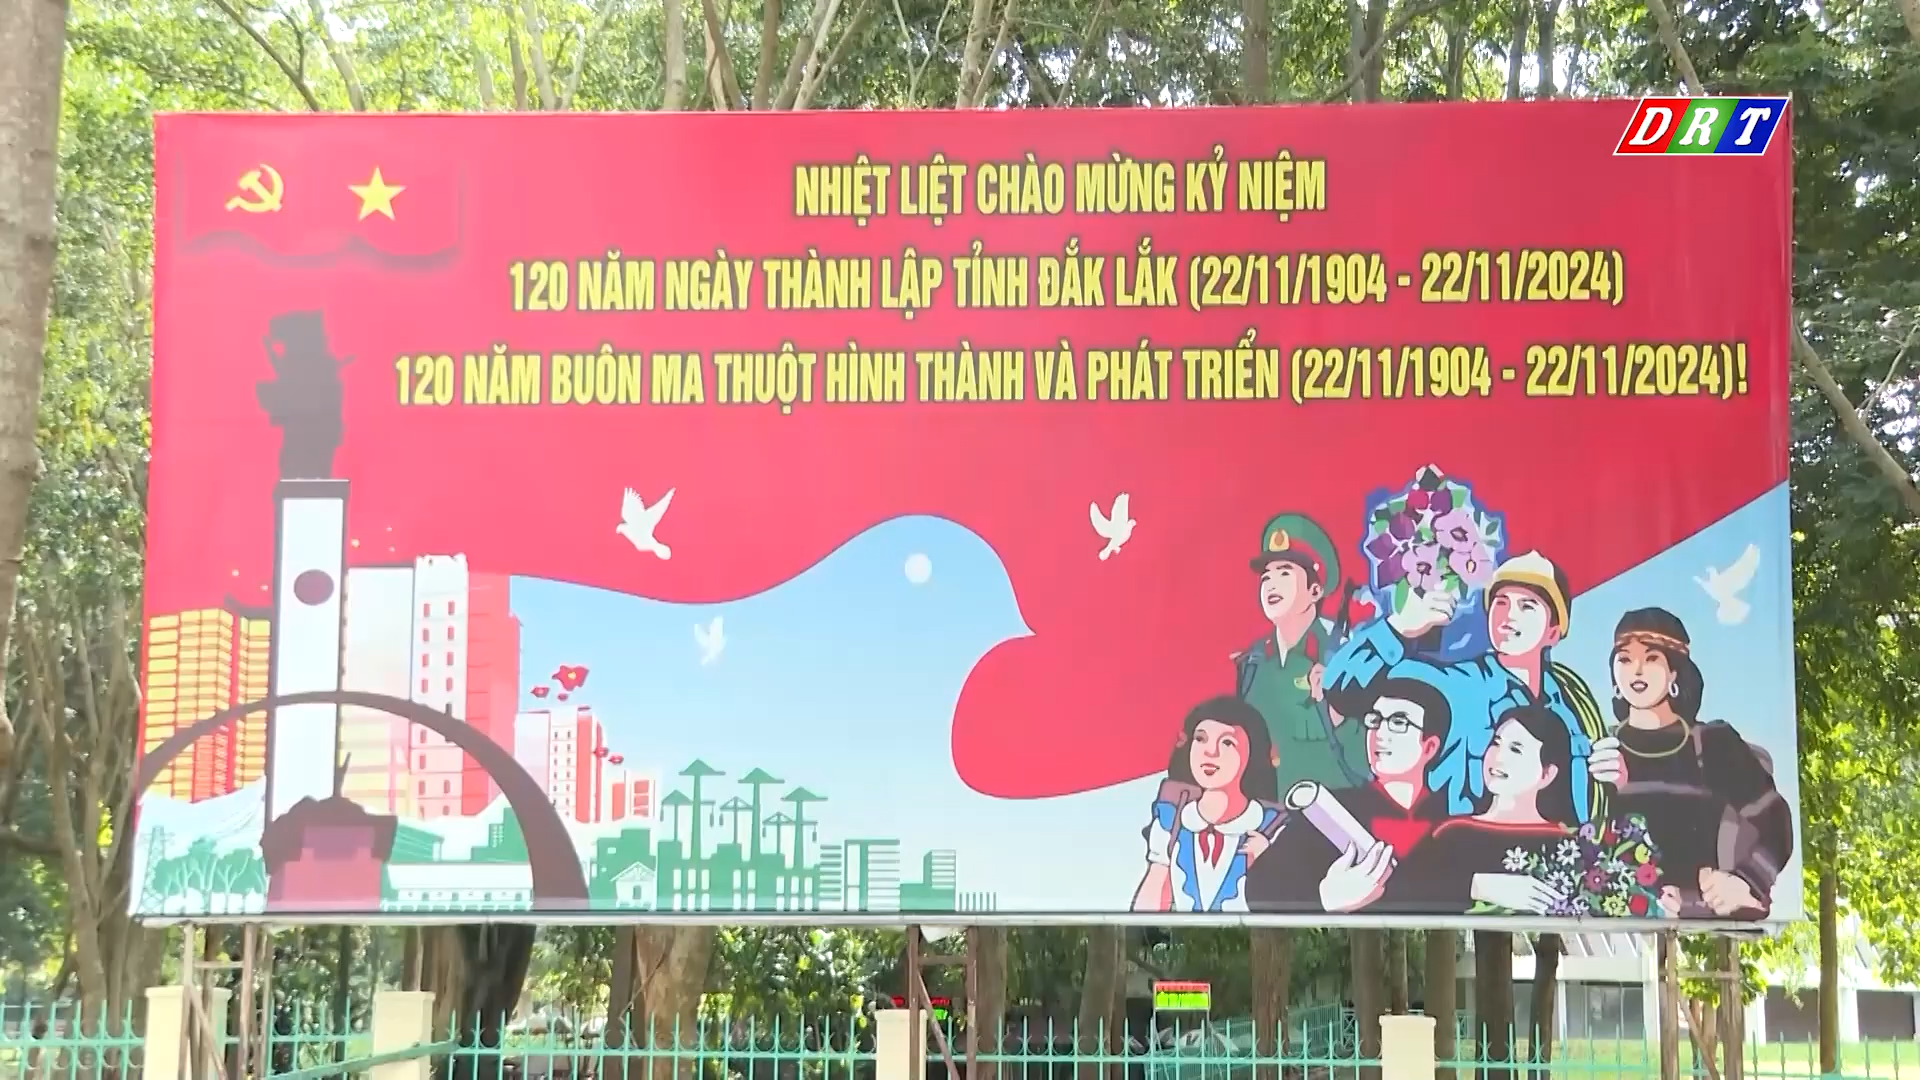 DRT
NHIỆT LIỆT CHÀO MỪNG KỶ NIỆM
120 NĂM NGÀY THÀNH LẬP TỈNH ĐẮK LẮK (22/11/1904 - 22/11/2024)
120 NĂM BUÔN MA THUỘT HÌNH THÀNH VÀ PHÁT TRIỂN (22/11/1904 - 22/11/2024)!